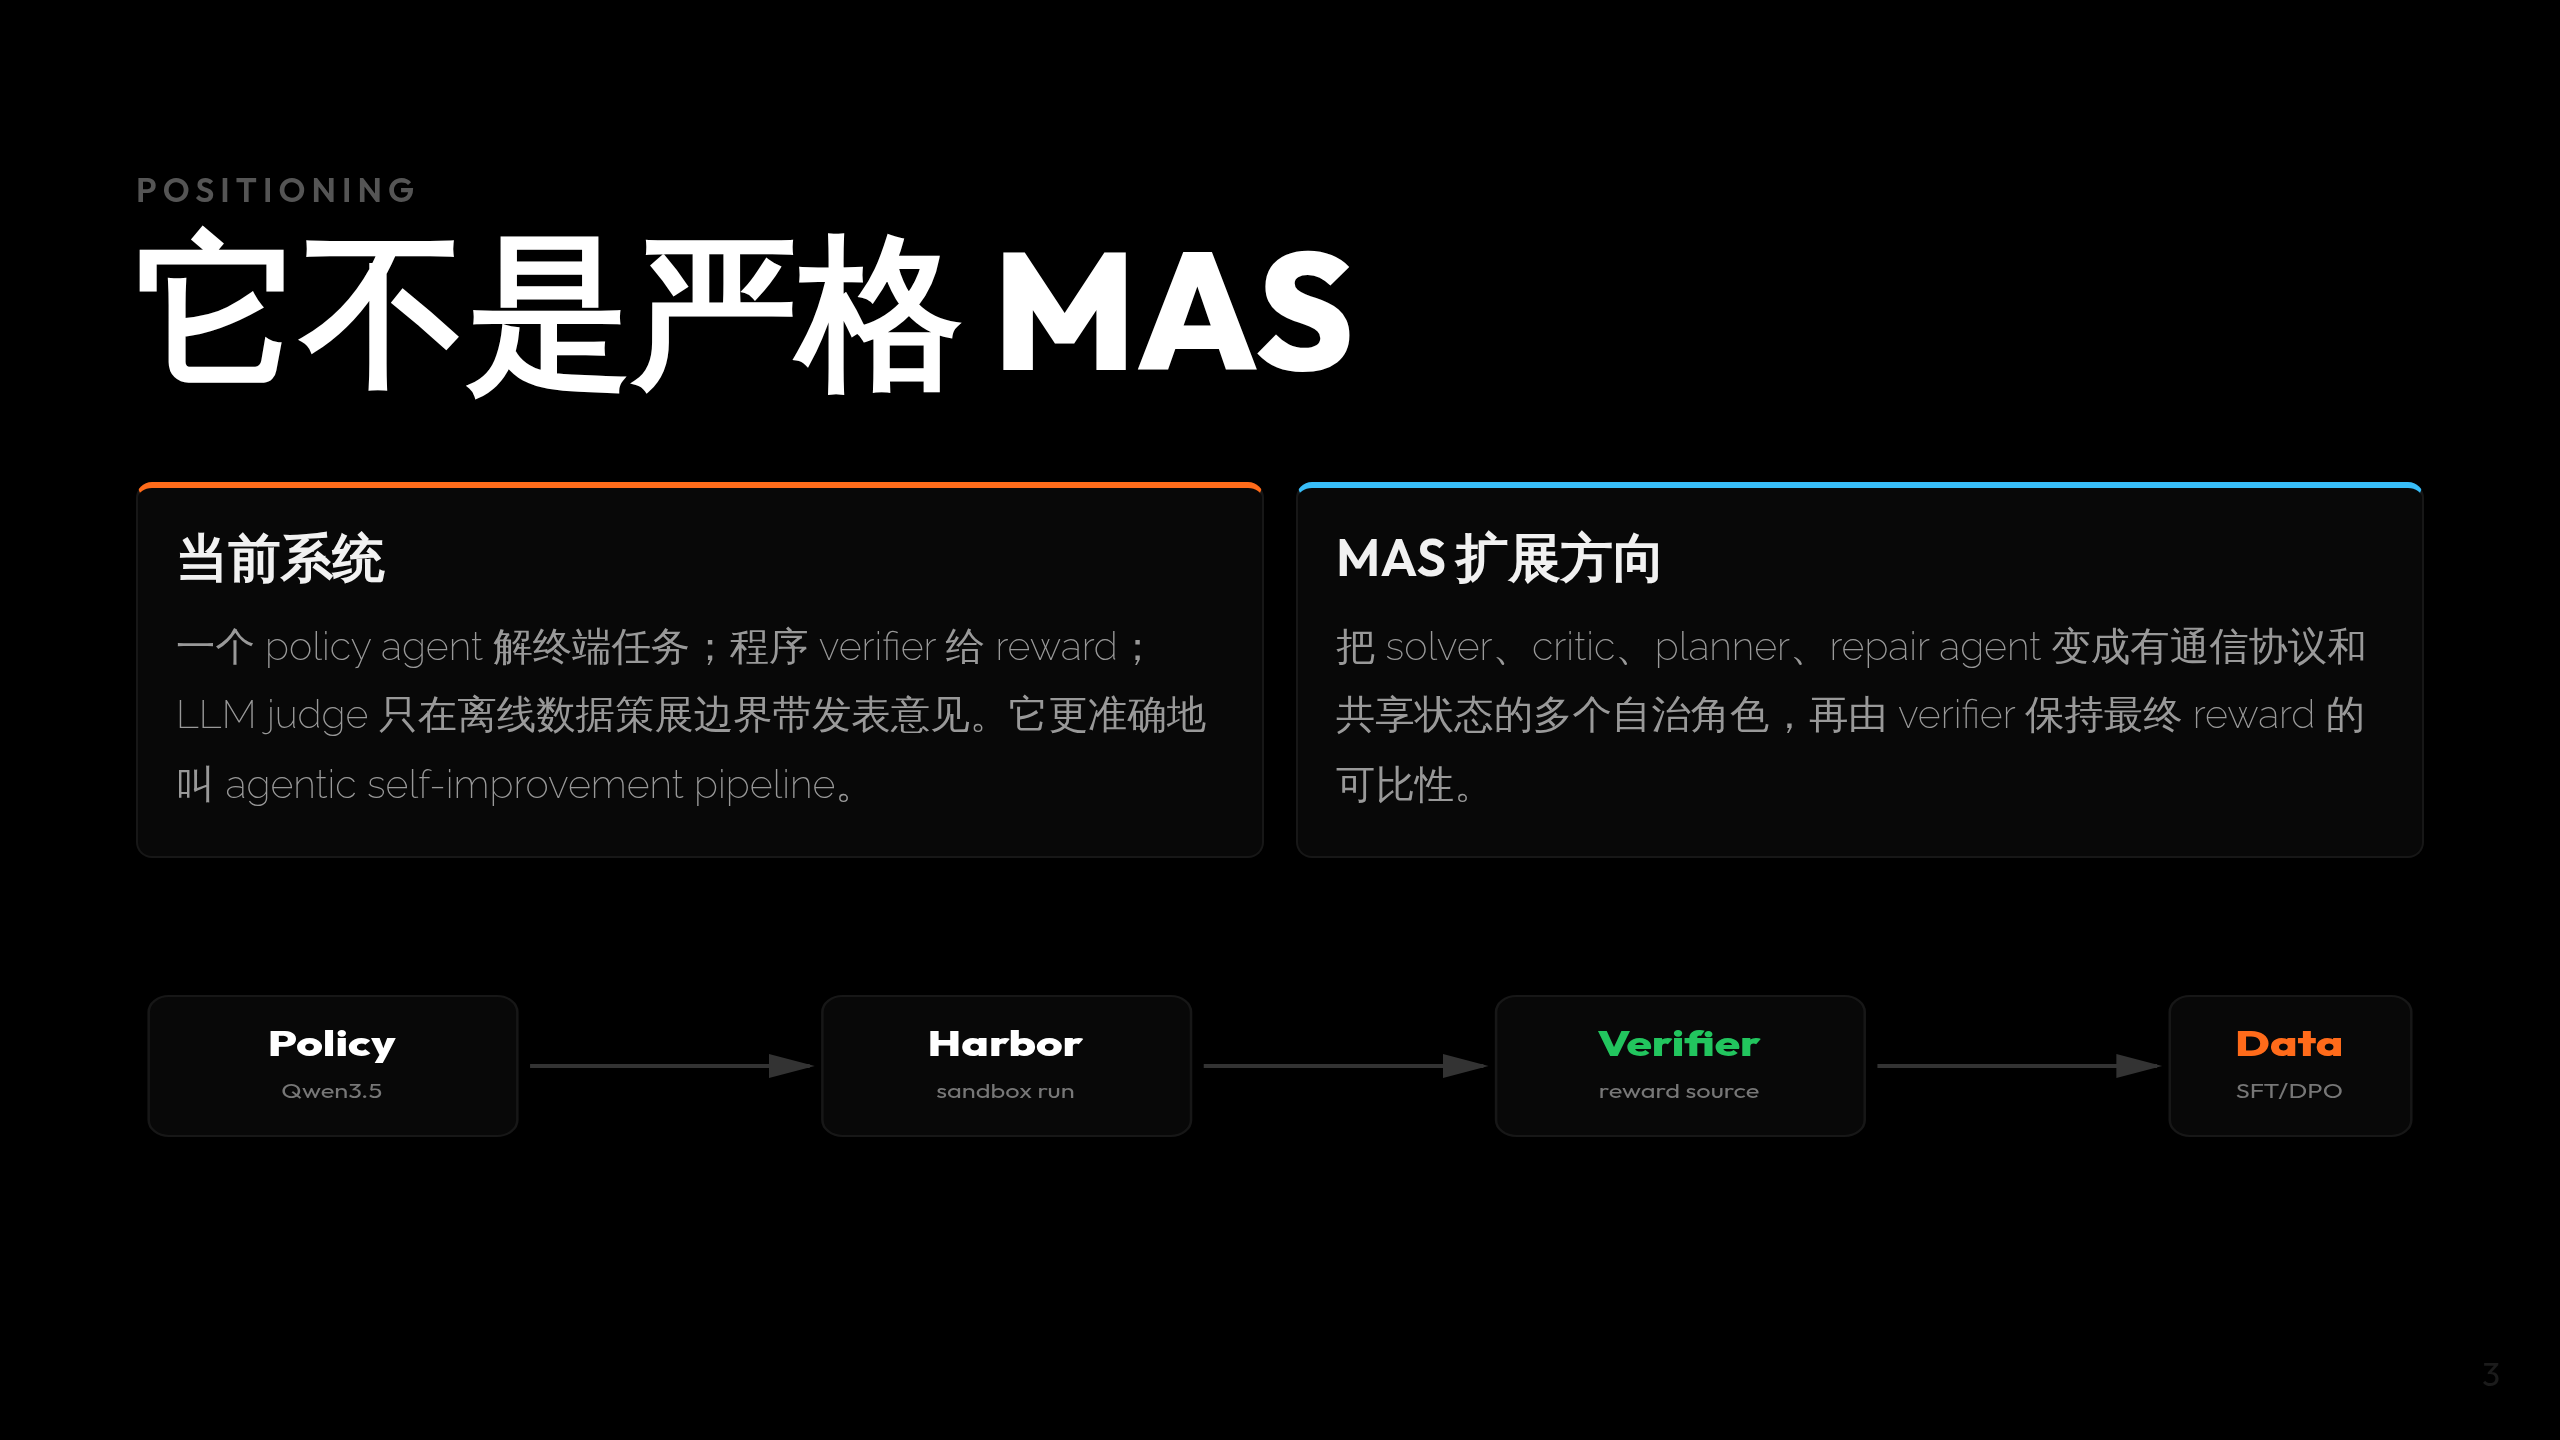 POSITIONING
它不是严格 MAS
当前系统
一个 policy agent 解终端任务；程序 verifier 给 reward；
LLM judge 只在离线数据策展边界带发表意见。它更准确地
叫 agentic self-improvement pipeline。
MAS 扩展方向
把 solver、critic、planner、repair agent 变成有通信协议和
共享状态的多个自治角色，再由 verifier 保持最终 reward 的
可比性。
Policy
Qwen3.5
Harbor
sandbox run
Verifier
reward source
Data
SFT/DPO
3